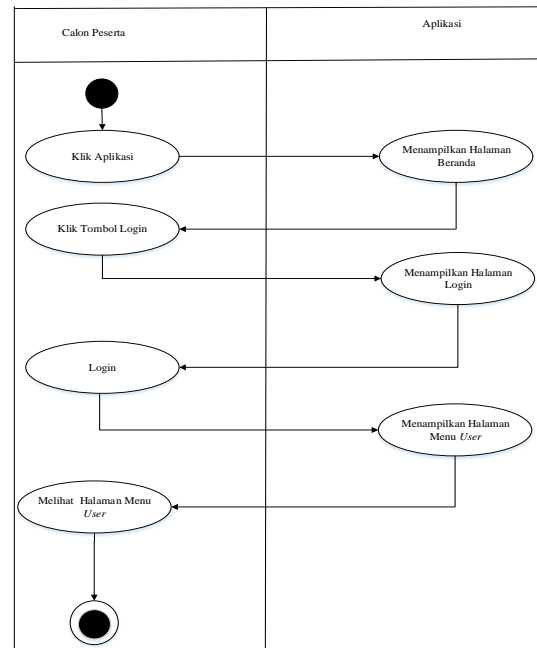 Calon Peserta
Aplikasi
Klik Aplikasi
Menampilkan Halaman
Beranda
Klik Tombol Login
Menampilkan Halaman
Login
Login
Menampilkan Halaman
Menu User
Melihat Halaman Menu
User